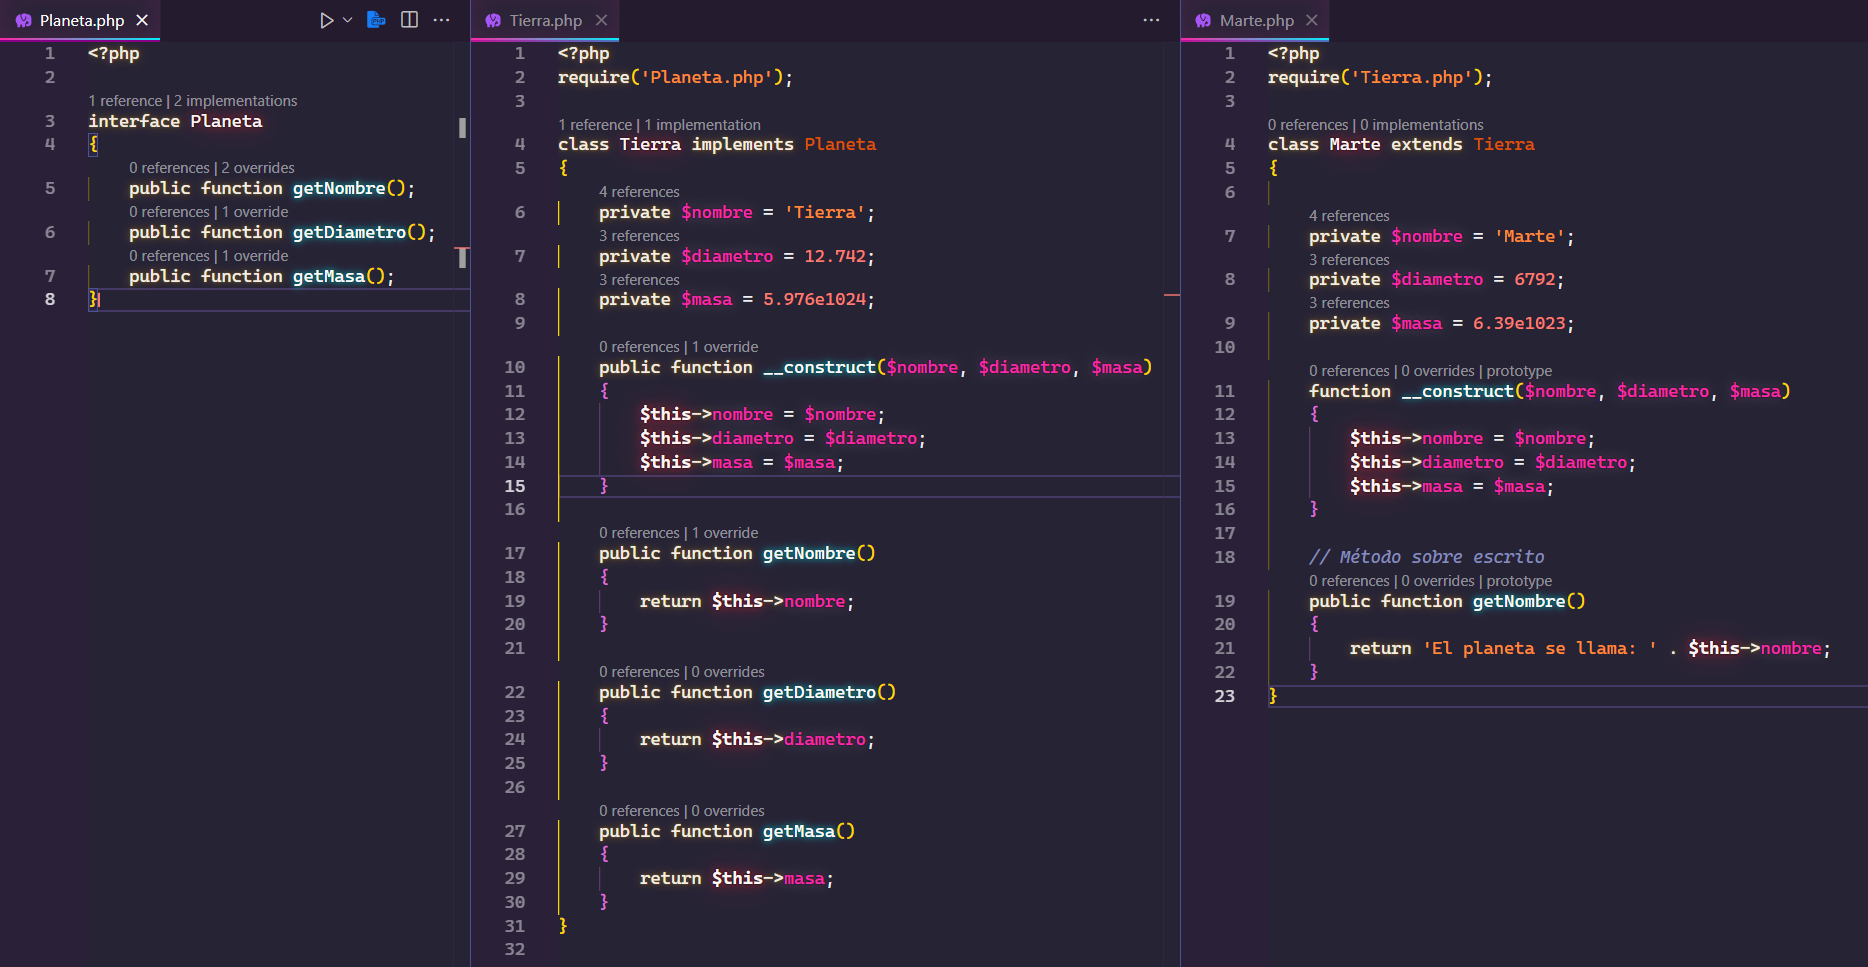 Planeta.php
1 <?php
2
1 reference | 2 implementations
3 interface Planeta
4 {
0 references | 2 overrides
5 public function getNombre();
0 references | 1 override
6 public function getDiametro();
0 references | 1 override
7 public function getMasa();
8 }
Tierra.php
1 <?php
2 require('Planeta.php');
3
1 reference | 1 implementation
4 class Tierra implements Planeta
5 {
4 references
6 private $nombre = 'Tierra';
3 references
7 private $diametro = 12.742;
3 references
8 private $masa = 5.976e1024;
9
0 references | 1 override
10 public function __construct($nombre, $diametro, $masa)
11 {
12 $this->nombre = $nombre;
13 $this->diametro = $diametro;
14 $this->masa = $masa;
15 }
16
0 references | 1 override
17 public function getNombre()
18 {
19 return $this->nombre;
20 }
21
0 references | 0 overrides
22 public function getDiametro()
23 {
24 return $this->diametro;
25 }
26
0 references | 0 overrides
27 public function getMasa()
28 {
29 return $this->masa;
30 }
31 }
32
Marte.php
1 <?php
2 require('Tierra.php');
3
0 references | 0 implementations
4 class Marte extends Tierra
5 {
6
4 references
7 private $nombre = 'Marte';
3 references
8 private $diametro = 6792;
3 references
9 private $masa = 6.39e1023;
10
0 references | 0 overrides | prototype
11 function __construct($nombre, $diametro, $masa)
12 {
13 $this->nombre = $nombre;
14 $this->diametro = $diametro;
15 $this->masa = $masa;
16 }
17
18 // Método sobre escrito
0 references | 0 overrides | prototype
19 public function getNombre()
20 {
21 return 'El planeta se llama: ' . $this->nombre;
22 }
23 }